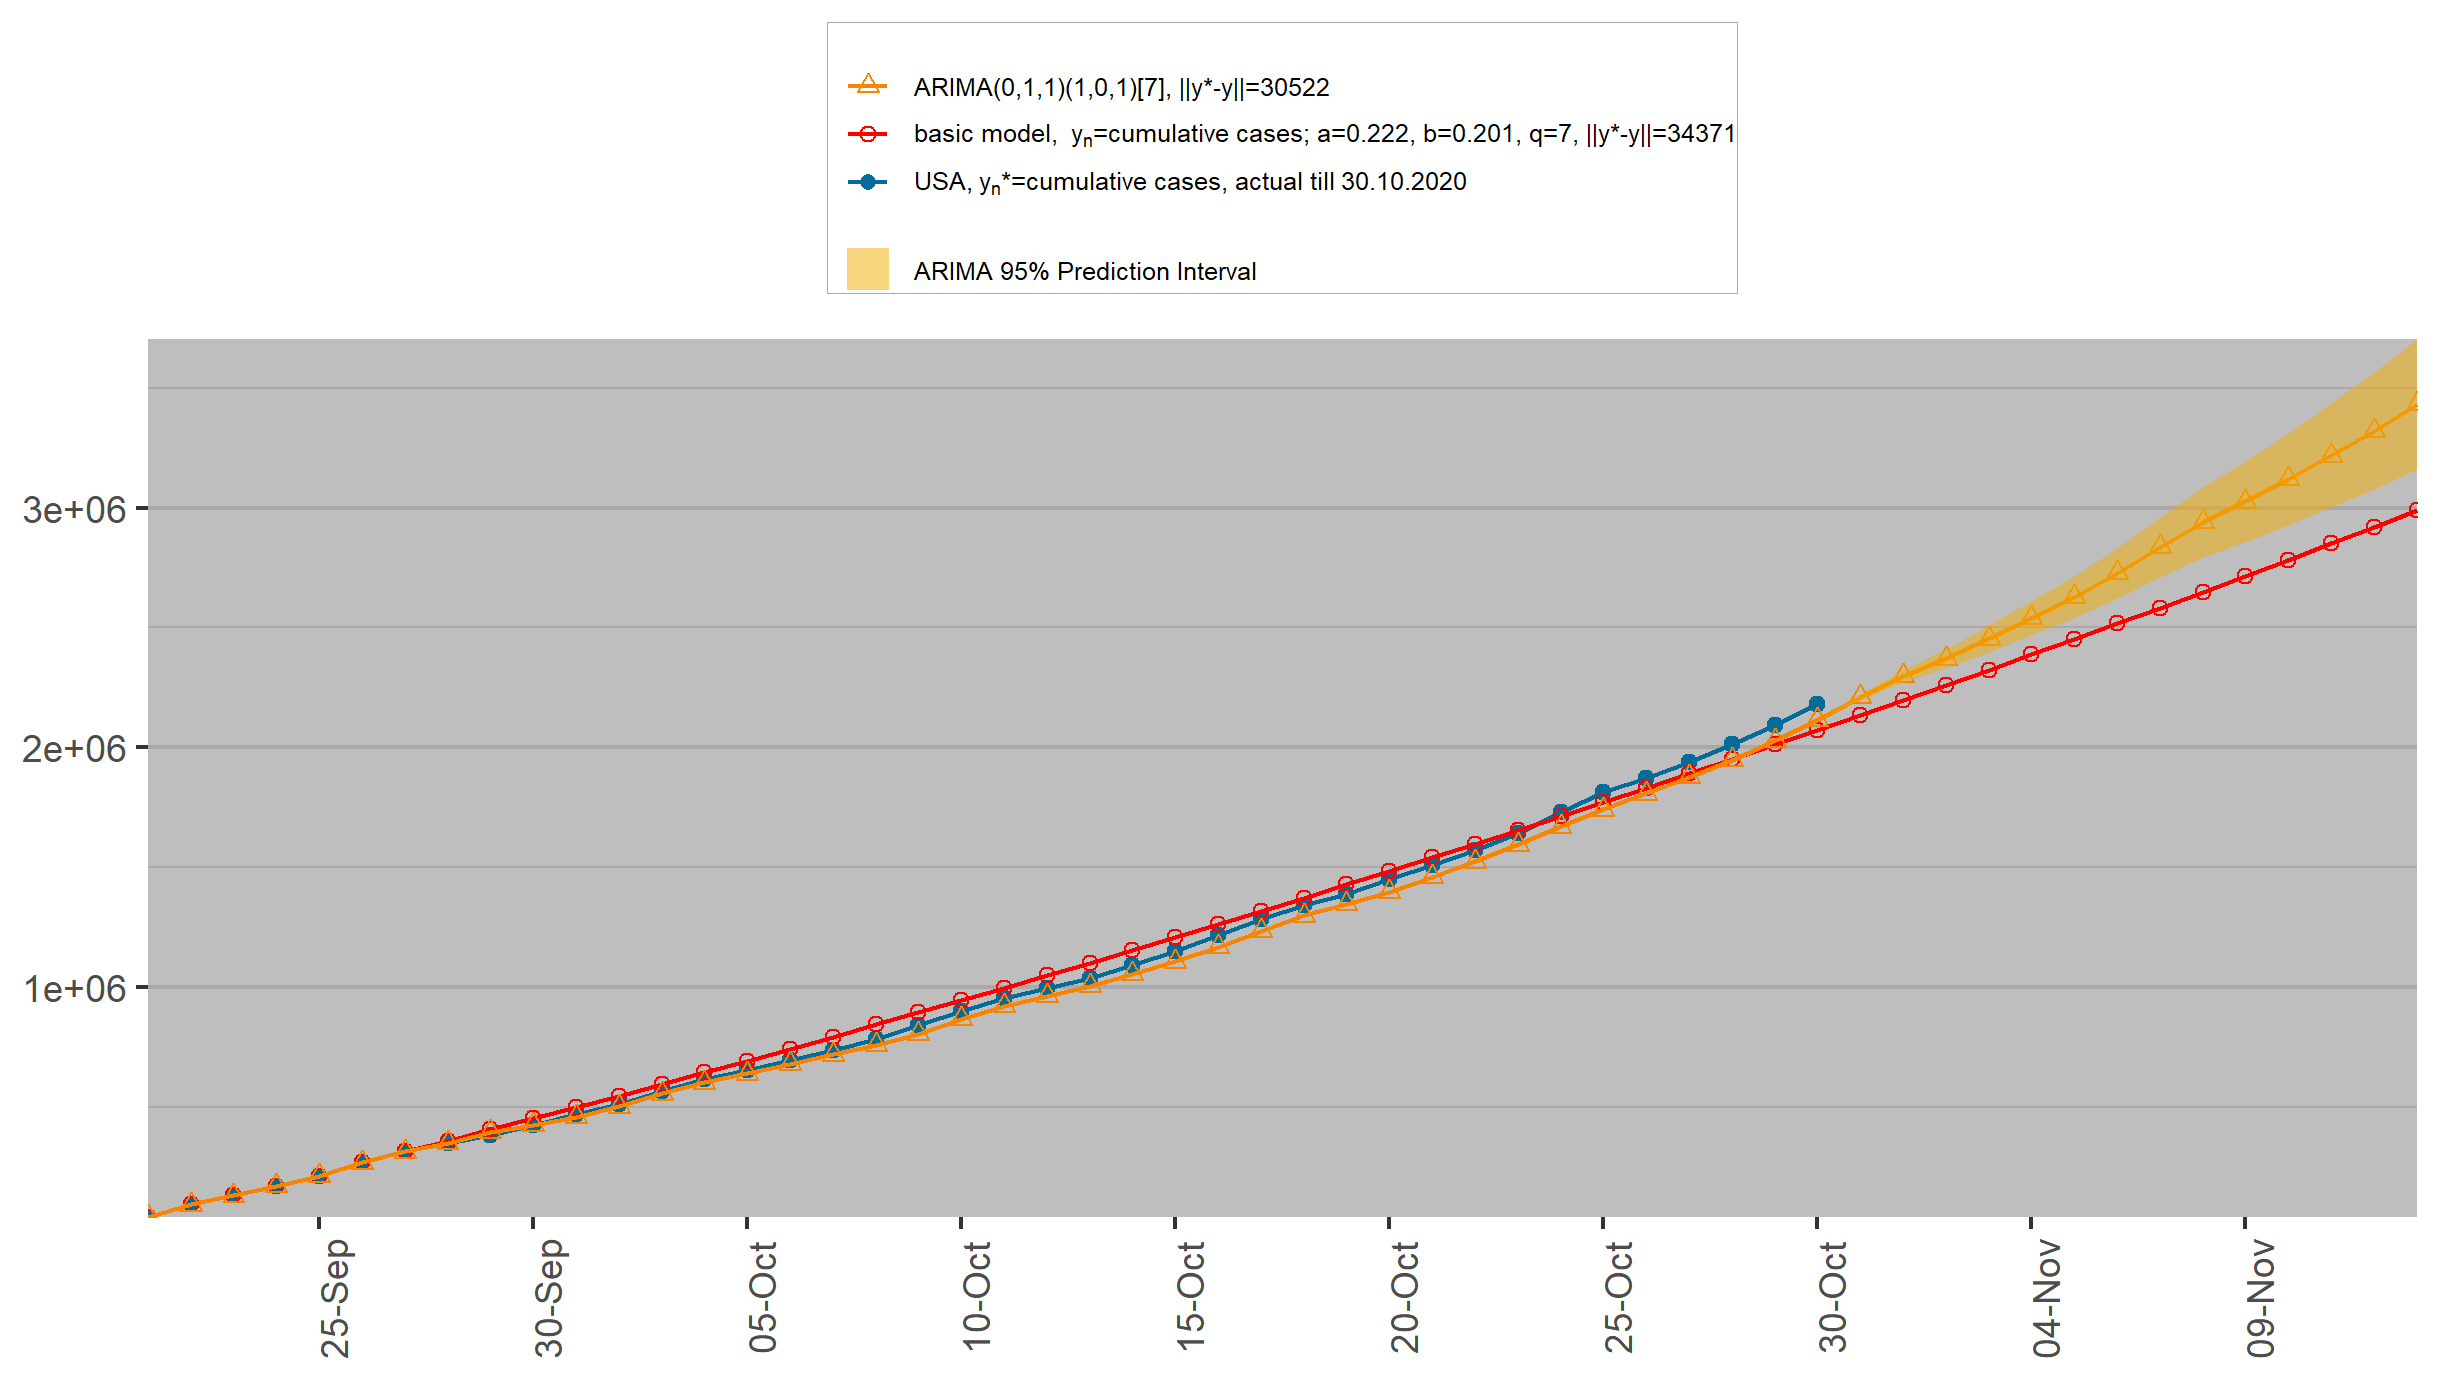 ARIMA(0,1,1)(1,0,1)[7], ||y*-y||=30522
basic model,  yₙ=cumulative cases; a=0.222, b=0.201, q=7, ||y*-y||=34371
USA, yₙ*=cumulative cases, actual till 30.10.2020
ARIMA 95% Prediction Interval
3e+06
2e+06
1e+06
25-Sep
30-Sep
05-Oct
10-Oct
15-Oct
20-Oct
25-Oct
30-Oct
04-Nov
09-Nov